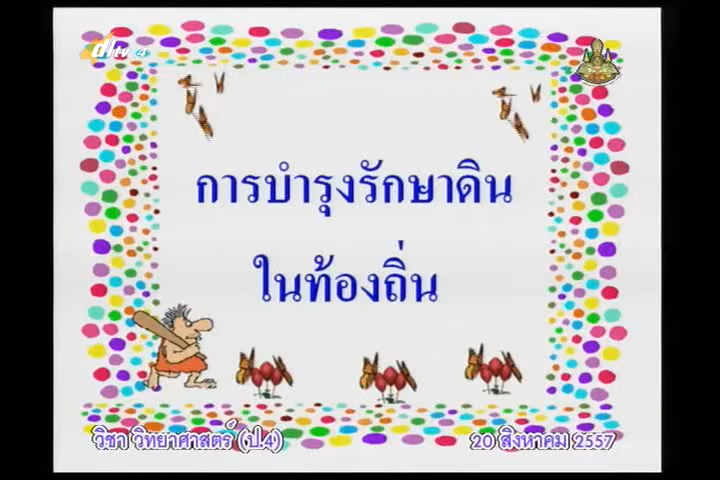 dltv 4
การบำรุงรักษาดิน
ในท้องถิ่น
วิชา วิทยาศาสตร์ (ป.4)
20 สิงหาคม 2557